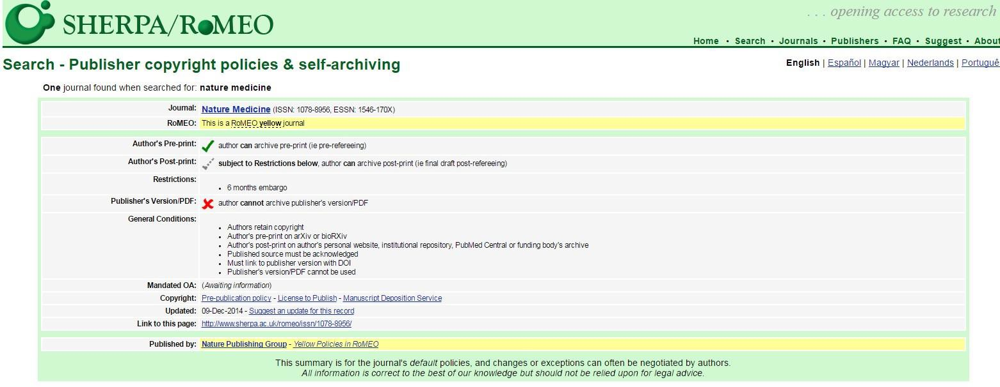 SHERPA/RoMEO
. . . opening access to research
Home • Search • Journals • Publishers • FAQ • Suggest • About
Search - Publisher copyright policies & self-archiving
English | Español | Magyar | Nederlands | Portuguê
One journal found when searched for: nature medicine
Journal: Nature Medicine (ISSN: 1078-8956, ESSN: 1546-170X)
RoMEO: This is a RoMEO yellow journal
Author's Pre-print: author can archive pre-print (ie pre-refereeing)
Author's Post-print: subject to Restrictions below, author can archive post-print (ie final draft post-refereeing)
Restrictions:
• 6 months embargo
Publisher's Version/PDF: author cannot archive publisher's version/PDF
General Conditions:
• Authors retain copyright
• Author's pre-print on arXiv or bioRXiv
• Author's post-print on author's personal website, institutional repository, PubMed Central or funding body's archive
• Published source must be acknowledged
• Must link to publisher version with DOI
• Publisher's version/PDF cannot be used
Mandated OA: (Awaiting information)
Copyright: Pre-publication policy - License to Publish - Manuscript Deposition Service
Updated: 09-Dec-2014 - Suggest an update for this record
Link to this page: http://www.sherpa.ac.uk/romeo/issn/1078-8956/
Published by: Nature Publishing Group - Yellow Policies in RoMEO
This summary is for the journal's default policies, and changes or exceptions can often be negotiated by authors.
All information is correct to the best of our knowledge but should not be relied upon for legal advice.